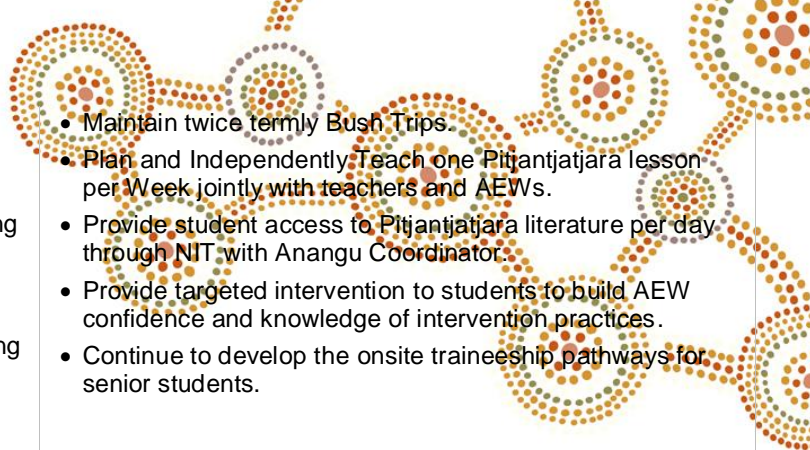 • Maintain twice termly Bush Trips.
• Plan and Independently Teach one Pitjantjatjara lesson
per Week jointly with teachers and AEWs.
ng
• Provide student access to Pitjantjatjara literature per day
through NIT with Anangu Coordinator.
• Provide targeted intervention to students to build AEW
confidence and knowledge of intervention practices.
ng
• Continue to develop the onsite traineeship pathways for
senior students.